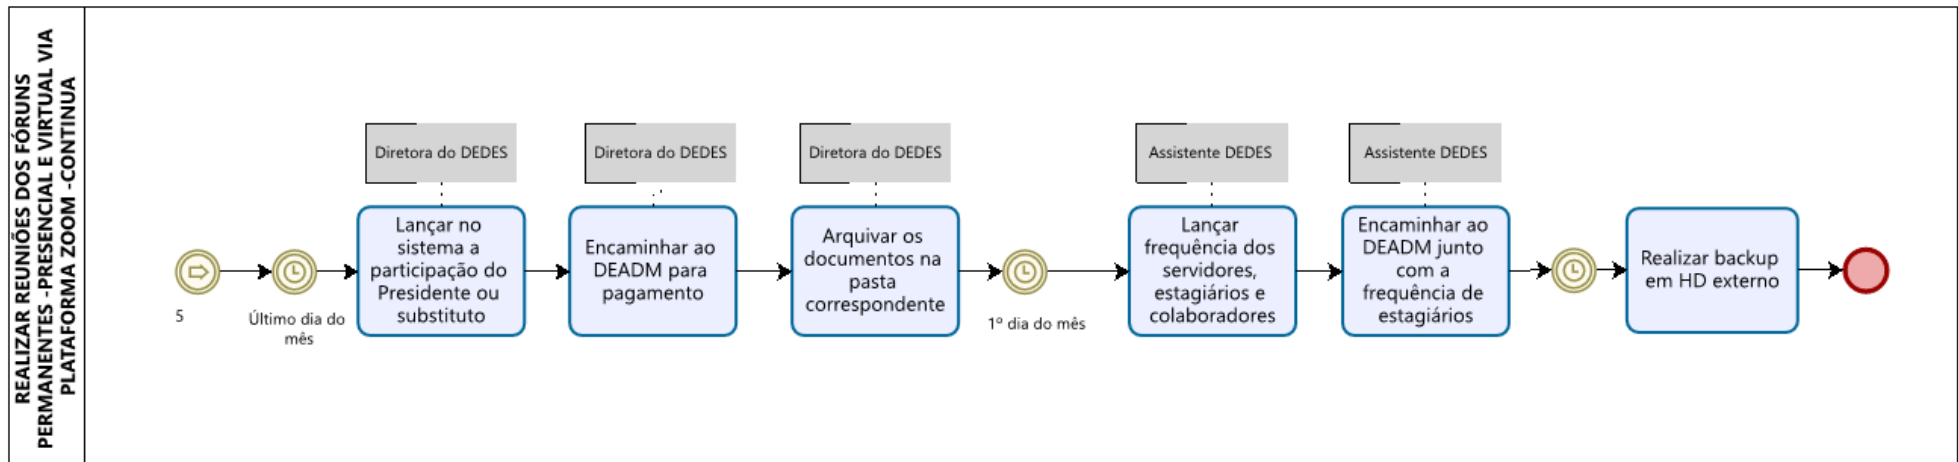 REALIZAR REUNIÕES DOS FÓRUNS
PERMANENTES -PRESENCIAL E VIRTUAL VIA
PLATAFORMA ZOOM -CONTINUA
5
Último dia do
mês
Diretora do DEDES
Lançar no
sistema a
participação do
Presidente ou
substituto
Diretora do DEDES
Encaminhar ao
DEADM para
pagamento
Diretora do DEDES
Arquivar os
documentos na
pasta
correspondente
1º dia do mês
Assistente DEDES
Lançar
frequência dos
servidores,
estagiários e
colaboradores
Assistente DEDES
Encaminhar ao
DEADM junto
com a
frequência de
estagiários
Realizar backup
em HD externo